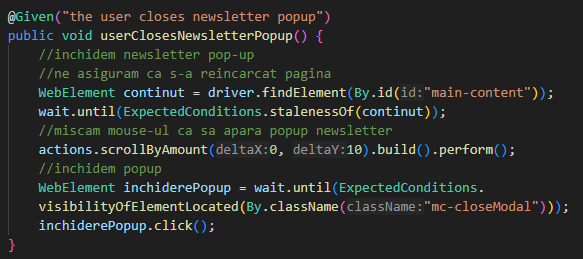 @Given("the user closes newsletter popup")
public void userClosesNewsletterPopup() {
//inchidem newsletter pop-up
//ne asiguram ca s-a reincarcat pagina
WebElement continut = driver.findElement(By.id(id:"main-content"));
wait.until(ExpectedConditions.stalenessOf(continut));
//miscam mouse-ul ca sa apara popup newsletter
actions.scrollByAmount(deltaX:0, deltaY:10).build().perform();
//inchidem popup
WebElement inchiderePopup = wait.until(ExpectedConditions.
visibilityOfElementLocated(By.className(className:"mc-closeModal")));
inchiderePopup.click();
}